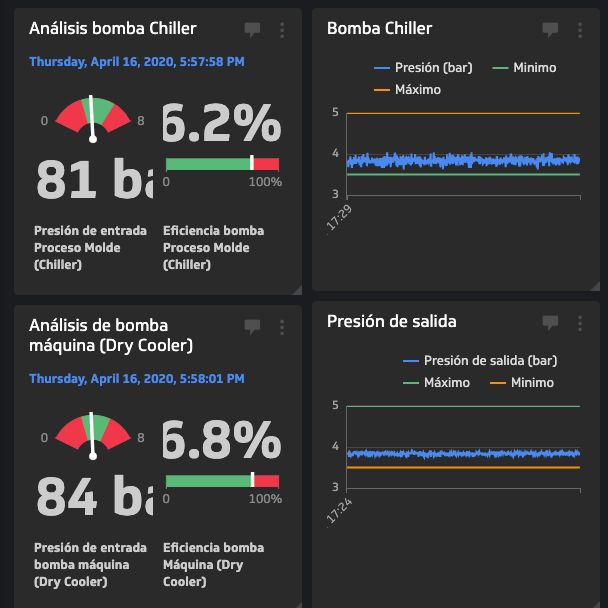 Análisis bomba Chiller
Thursday, April 16, 2020, 5:57:58 PM
0
8
6.2%
81 ba
0
100%
Presión de entrada
Proceso Molde
(Chiller)
Eficiencia bomba
Proceso Molde
(Chiller)
Bomba Chiller
Presión (bar)
Minimo
Máximo
5
4
3
17:29
Análisis de bomba
máquina (Dry Cooler)
Thursday, April 16, 2020, 5:58:01 PM
0
8
6.8%
84 ba
0
100%
Presión de entrada
bomba máquina
(Dry Cooler)
Eficiencia bomba
Máquina (Dry
Cooler)
Presión de salida
Presión de salida (bar)
Máximo
Minimo
5
4
3
17:24